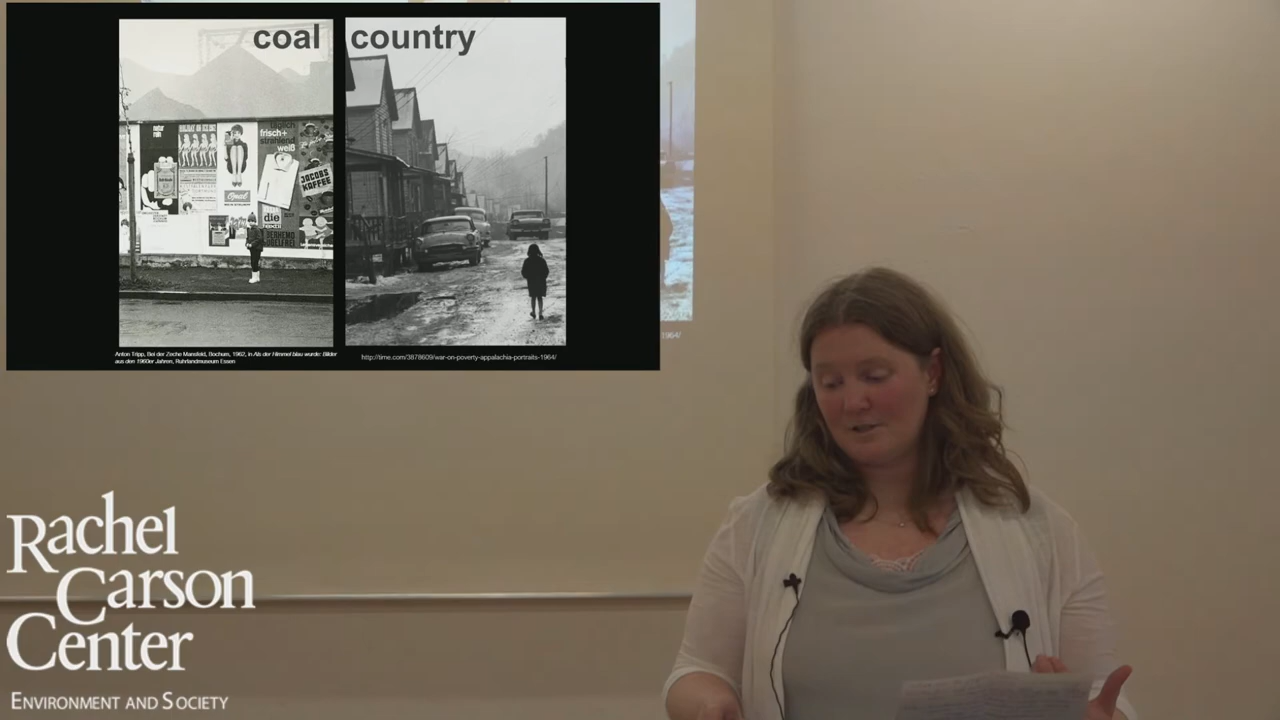 coal country
täglich
frisch+
strahlend
weiß
JACOBS
KAFFEE
die
Anton Tripp, Bei der Zeche Mansfeld, Bochum, 1962, in Als der Himmel blau wurde: Bilder
aus den 1960er Jahren, Ruhrlandmuseum Essen
http://time.com/3878609/war-on-poverty-appalachia-portraits-1964/
1964/
Rachel
Carson
Center
ENVIRONMENT AND SOCIETY